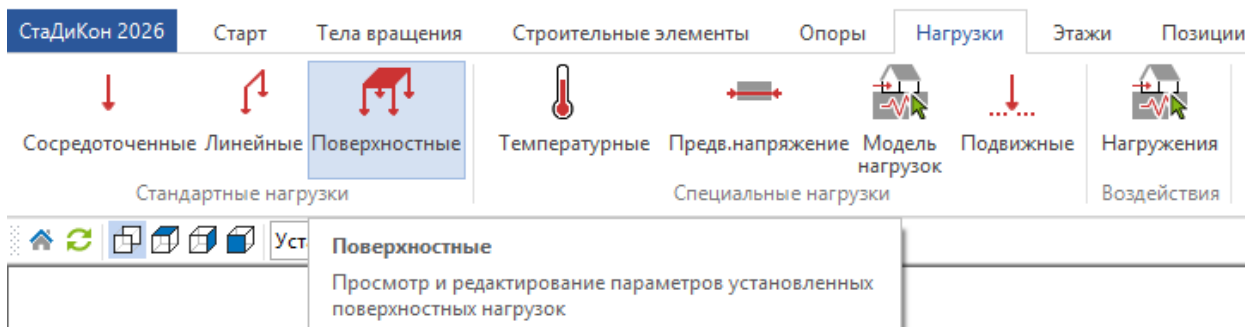 СтаДиКон 2026 Старт Тела вращения Строительные элементы Опоры Нагрузки Этажи Позиции
Сосредоточенные Линейные Поверхностные Температурные Предв.напряжение Модель нагрузок Подвижные Нагружения
Стандартные нагрузки Специальные нагрузки Воздействия
Поверхностные
Просмотр и редактирование параметров установленных
поверхностных нагрузок